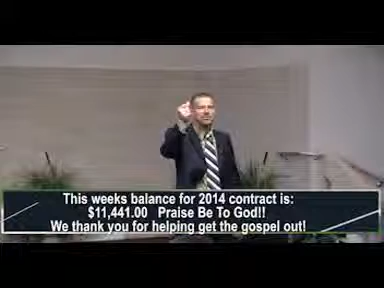 This weeks balance for 2014 contract is:
$11,441.00 Praise Be To God!!
We thank you for helping get the gospel out!